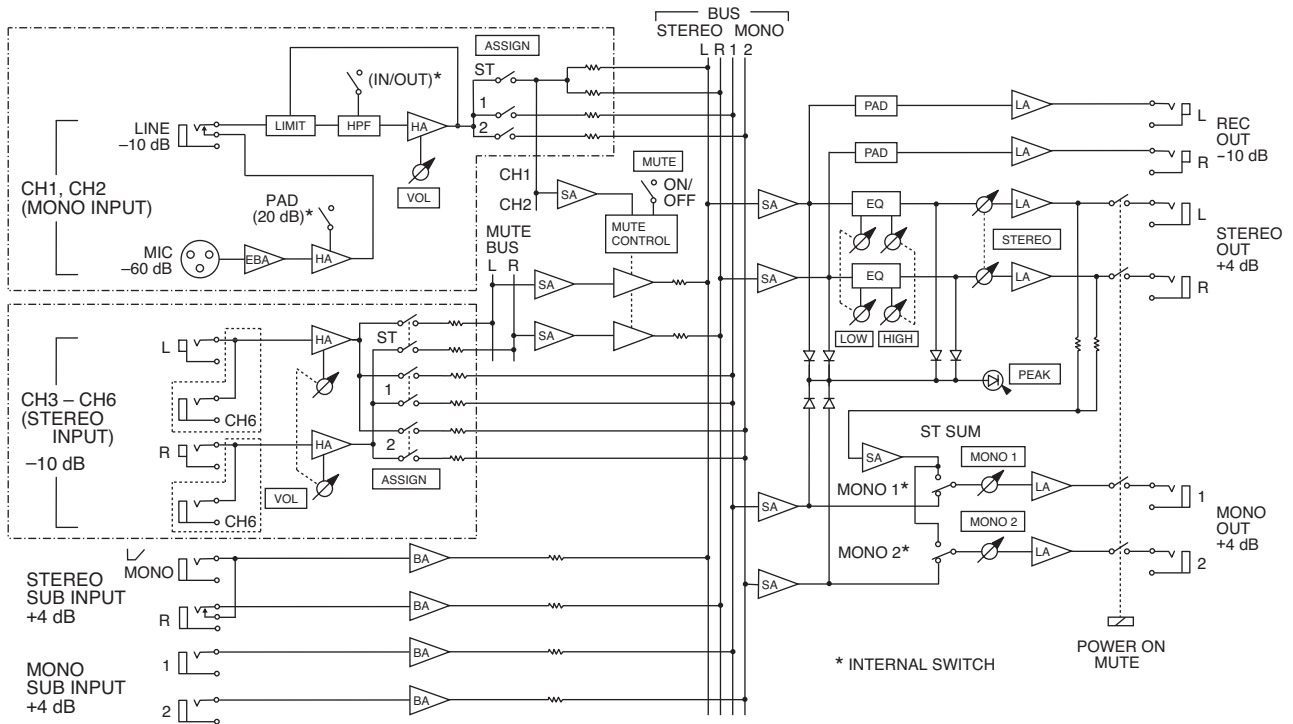 BUS
STEREO MONO
L R 1 2
ASSIGN
ST
1
2
(IN/OUT)*
LINE
–10 dB
LIMIT
HPF
HA
VOL
CH1, CH2
(MONO INPUT)
PAD
(20 dB)*
MIC
–60 dB
EBA
HA
CH1
CH2
SA
MUTE
ON/
OFF
MUTE
CONTROL
MUTE
BUS
L R
SA
SA
CH3 – CH6
(STEREO
INPUT)
–10 dB
L
CH6
R
CH6
HA
HA
VOL
ST
1
2
ASSIGN
MONO
STEREO
SUB INPUT
+4 dB
R
BA
BA
MONO
SUB INPUT
+4 dB
1
2
BA
BA
SA
SA
SA
SA
PAD
LA
L
REC
OUT
–10 dB
PAD
LA
R
EQ
LA
L
STEREO
STEREO
OUT
+4 dB
EQ
LA
R
LOW
HIGH
PEAK
ST SUM
SA
MONO 1*
MONO 1
LA
1
MONO
OUT
+4 dB
MONO 2*
MONO 2
LA
2
POWER ON
MUTE
* INTERNAL SWITCH